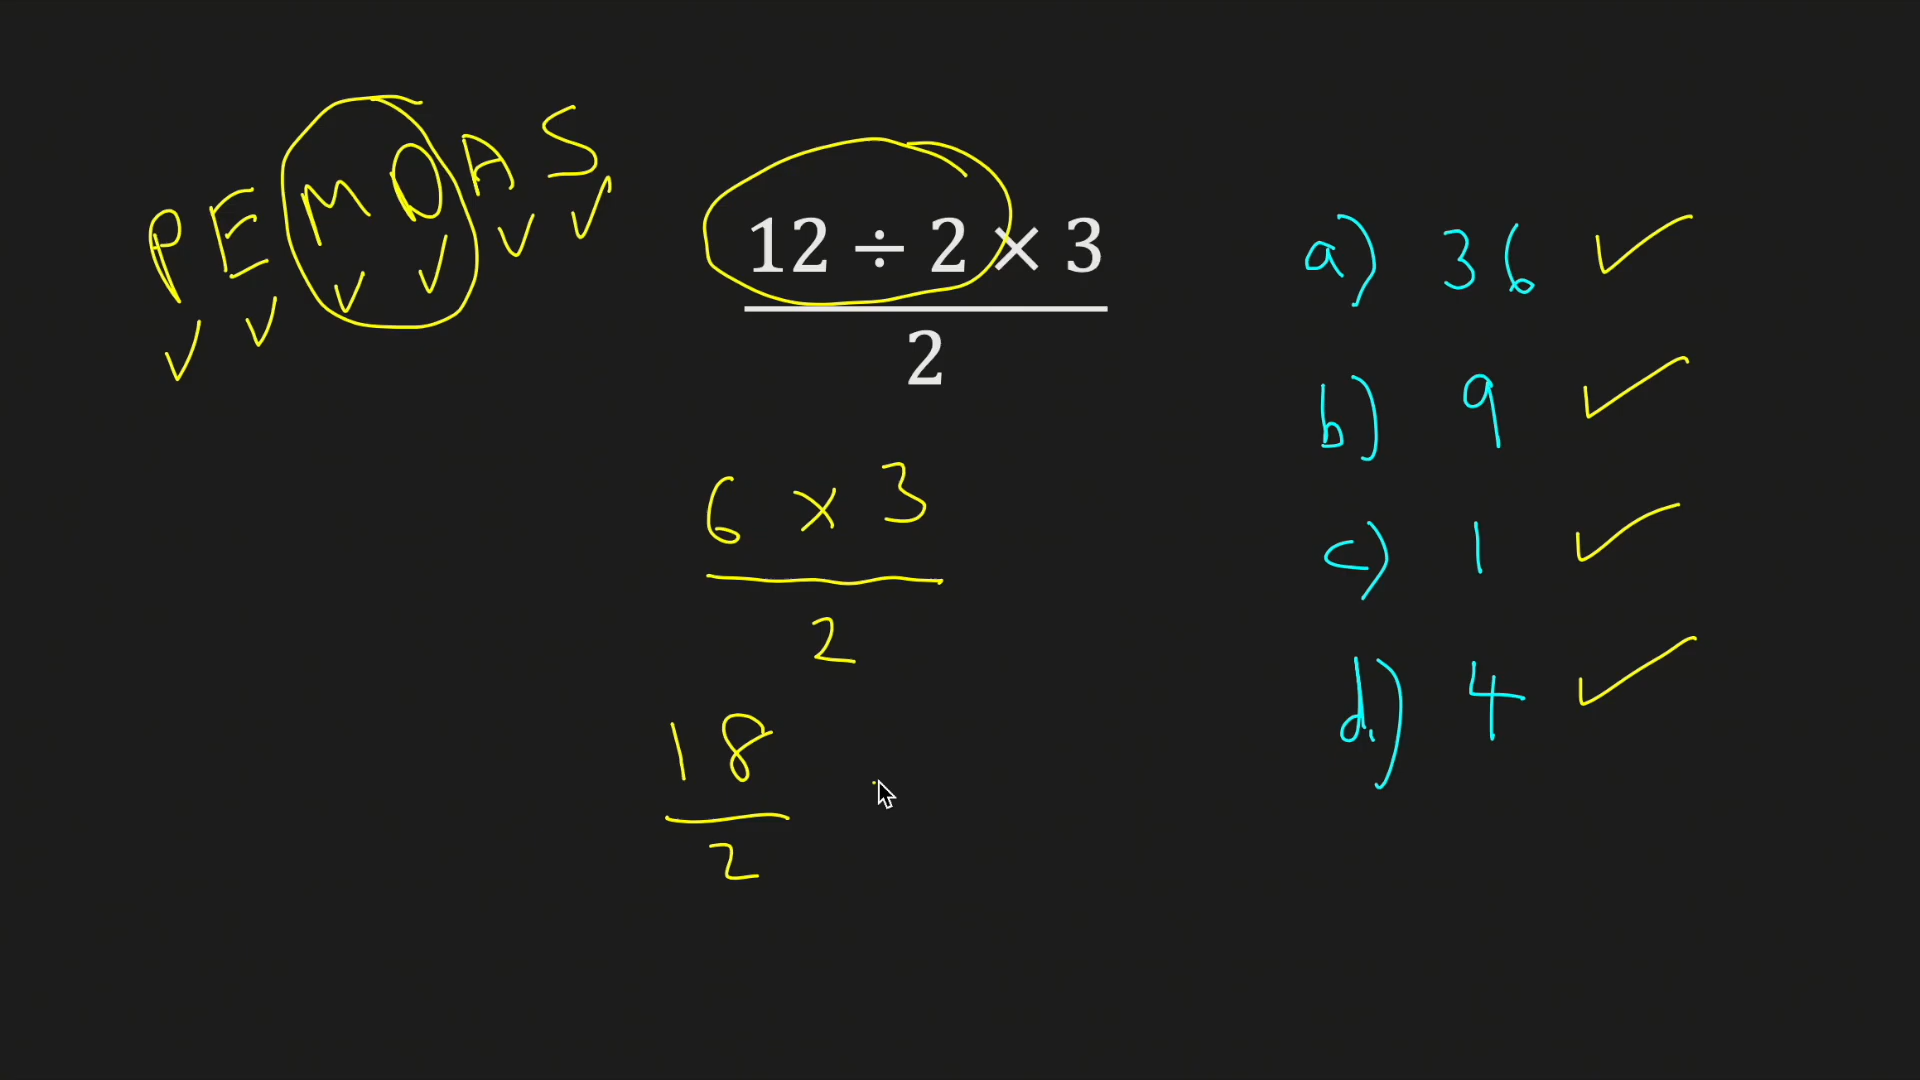 PEMDAS
12 ÷ 2 × 3
2
6 × 3
2
18
2
a) 36 ✓
b) 9 ✓
c) 1 ✓
d) 4 ✓